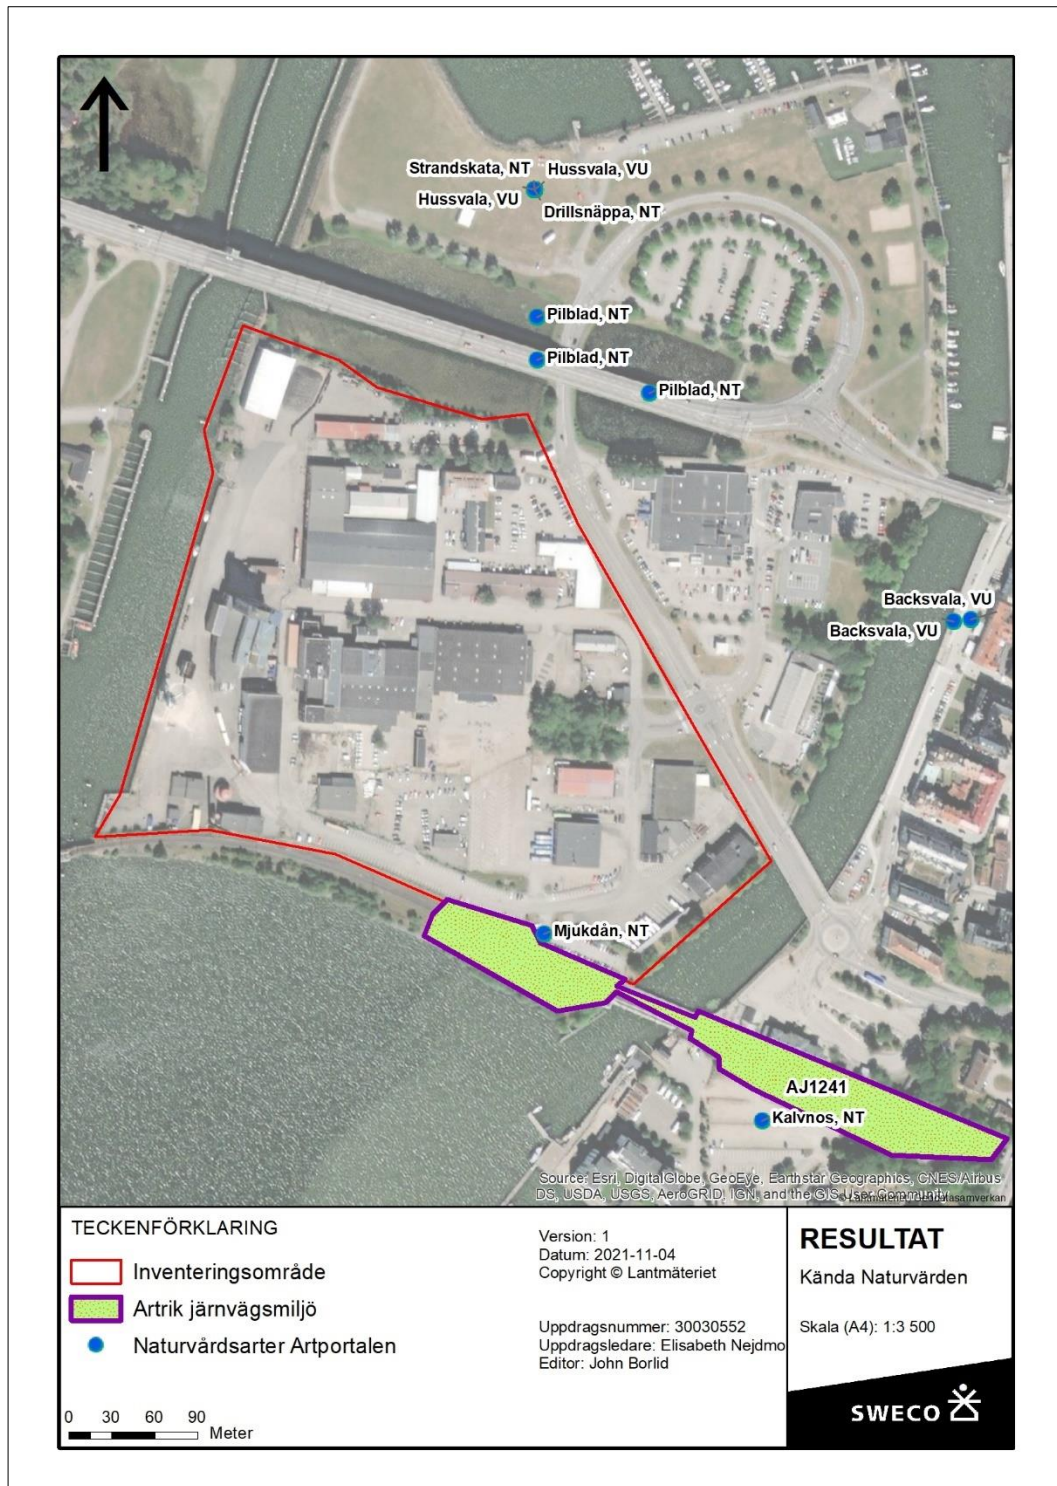 Strandskata, NT
Hussvala, VU
Hussvala, VU
Drillsnäppa, NT
Pilblad, NT
Pilblad, NT
Pilblad, NT
Backsvala, VU
Backsvala, VU
Mjukdån, NT
AJ1241
Kalvnos, NT
Source: Esri, DigitalGlobe, GeoEye, Earthstar Geographics, CNES/Airbus
DS, USDA, USGS, AeroGRID, IGN, and the GIS User Community
TECKENFÖRKLARING
Inventeringsområde
Artrik järnvägsmiljö
Naturvårdsarter Artportalen
0 30 60 90
Meter
Version: 1
Datum: 2021-11-04
Copyright © Lantmäteriet
Uppdragsnummer: 30030552
Uppdragsledare: Elisabeth Nejdmo
Editor: John Borlid
RESULTAT
Kända Naturvärden
Skala (A4): 1:3 500
SWECO